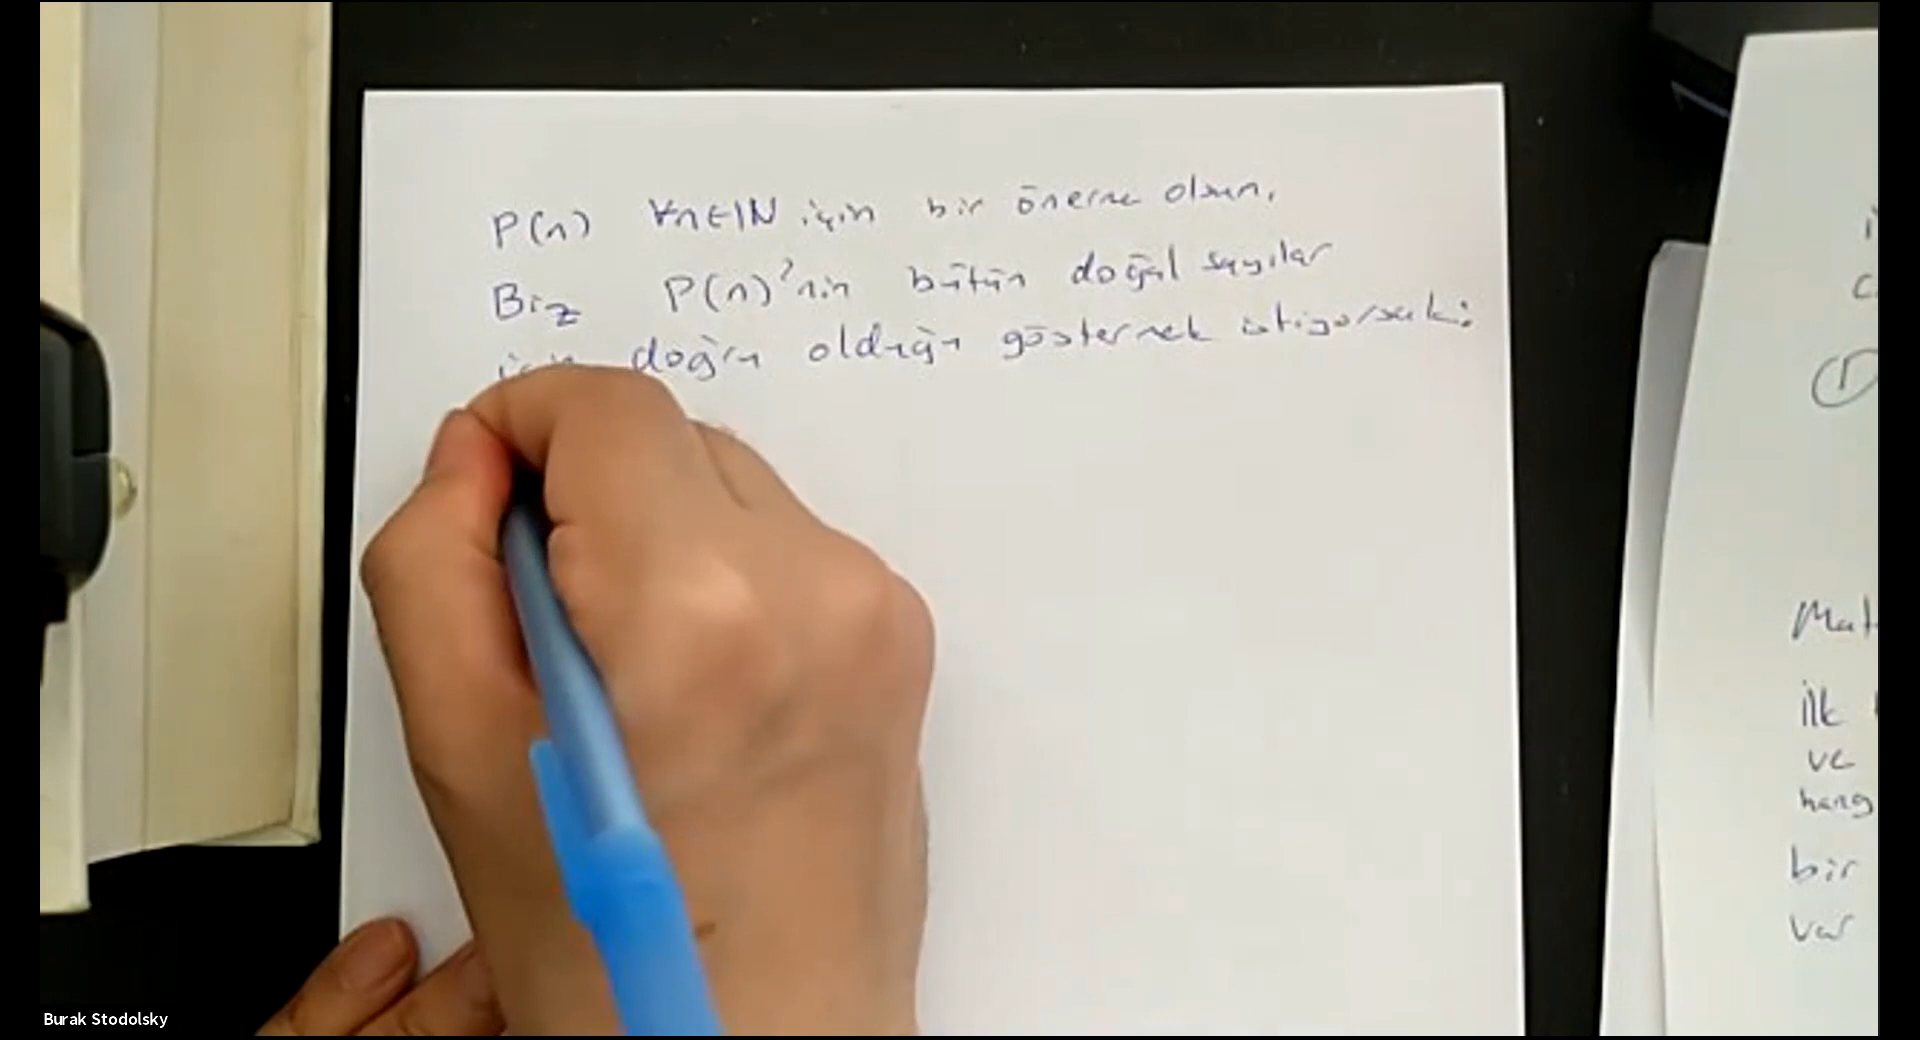 P(n) ∀n∈ℕ için bir önerme olsun,
Biz P(n)'nin bütün doğal sayılar
için doğru olduğu göstermek istiyorsak:
Mat
ilk
ve
hang
bir
var
Burak Stodolsky